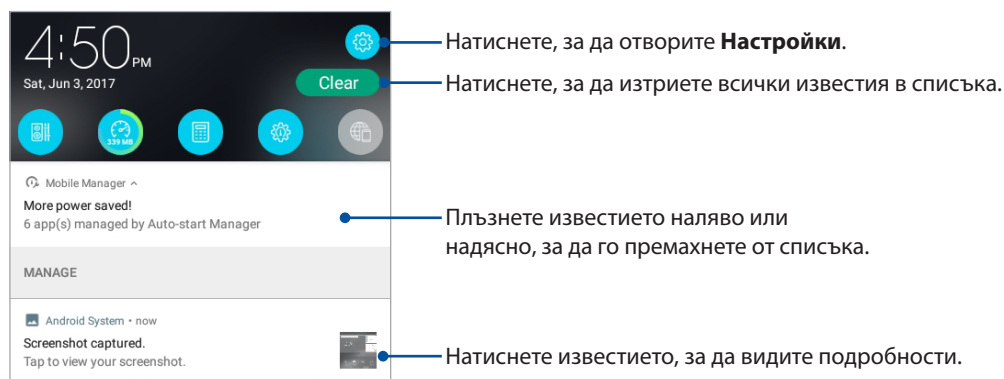 4:50 PM
Натиснете, за да отворите Настройки.
Sat, Jun 3, 2017
Clear
Натиснете, за да изтриете всички известия в списъка.
339 MB
Mobile Manager
More power saved!
6 app(s) managed by Auto-start Manager
Плъзнете известието наляво или
надясно, за да го премахнете от списъка.
MANAGE
Android System • now
Screenshot captured.
Tap to view your screenshot.
Натиснете известието, за да видите подробности.